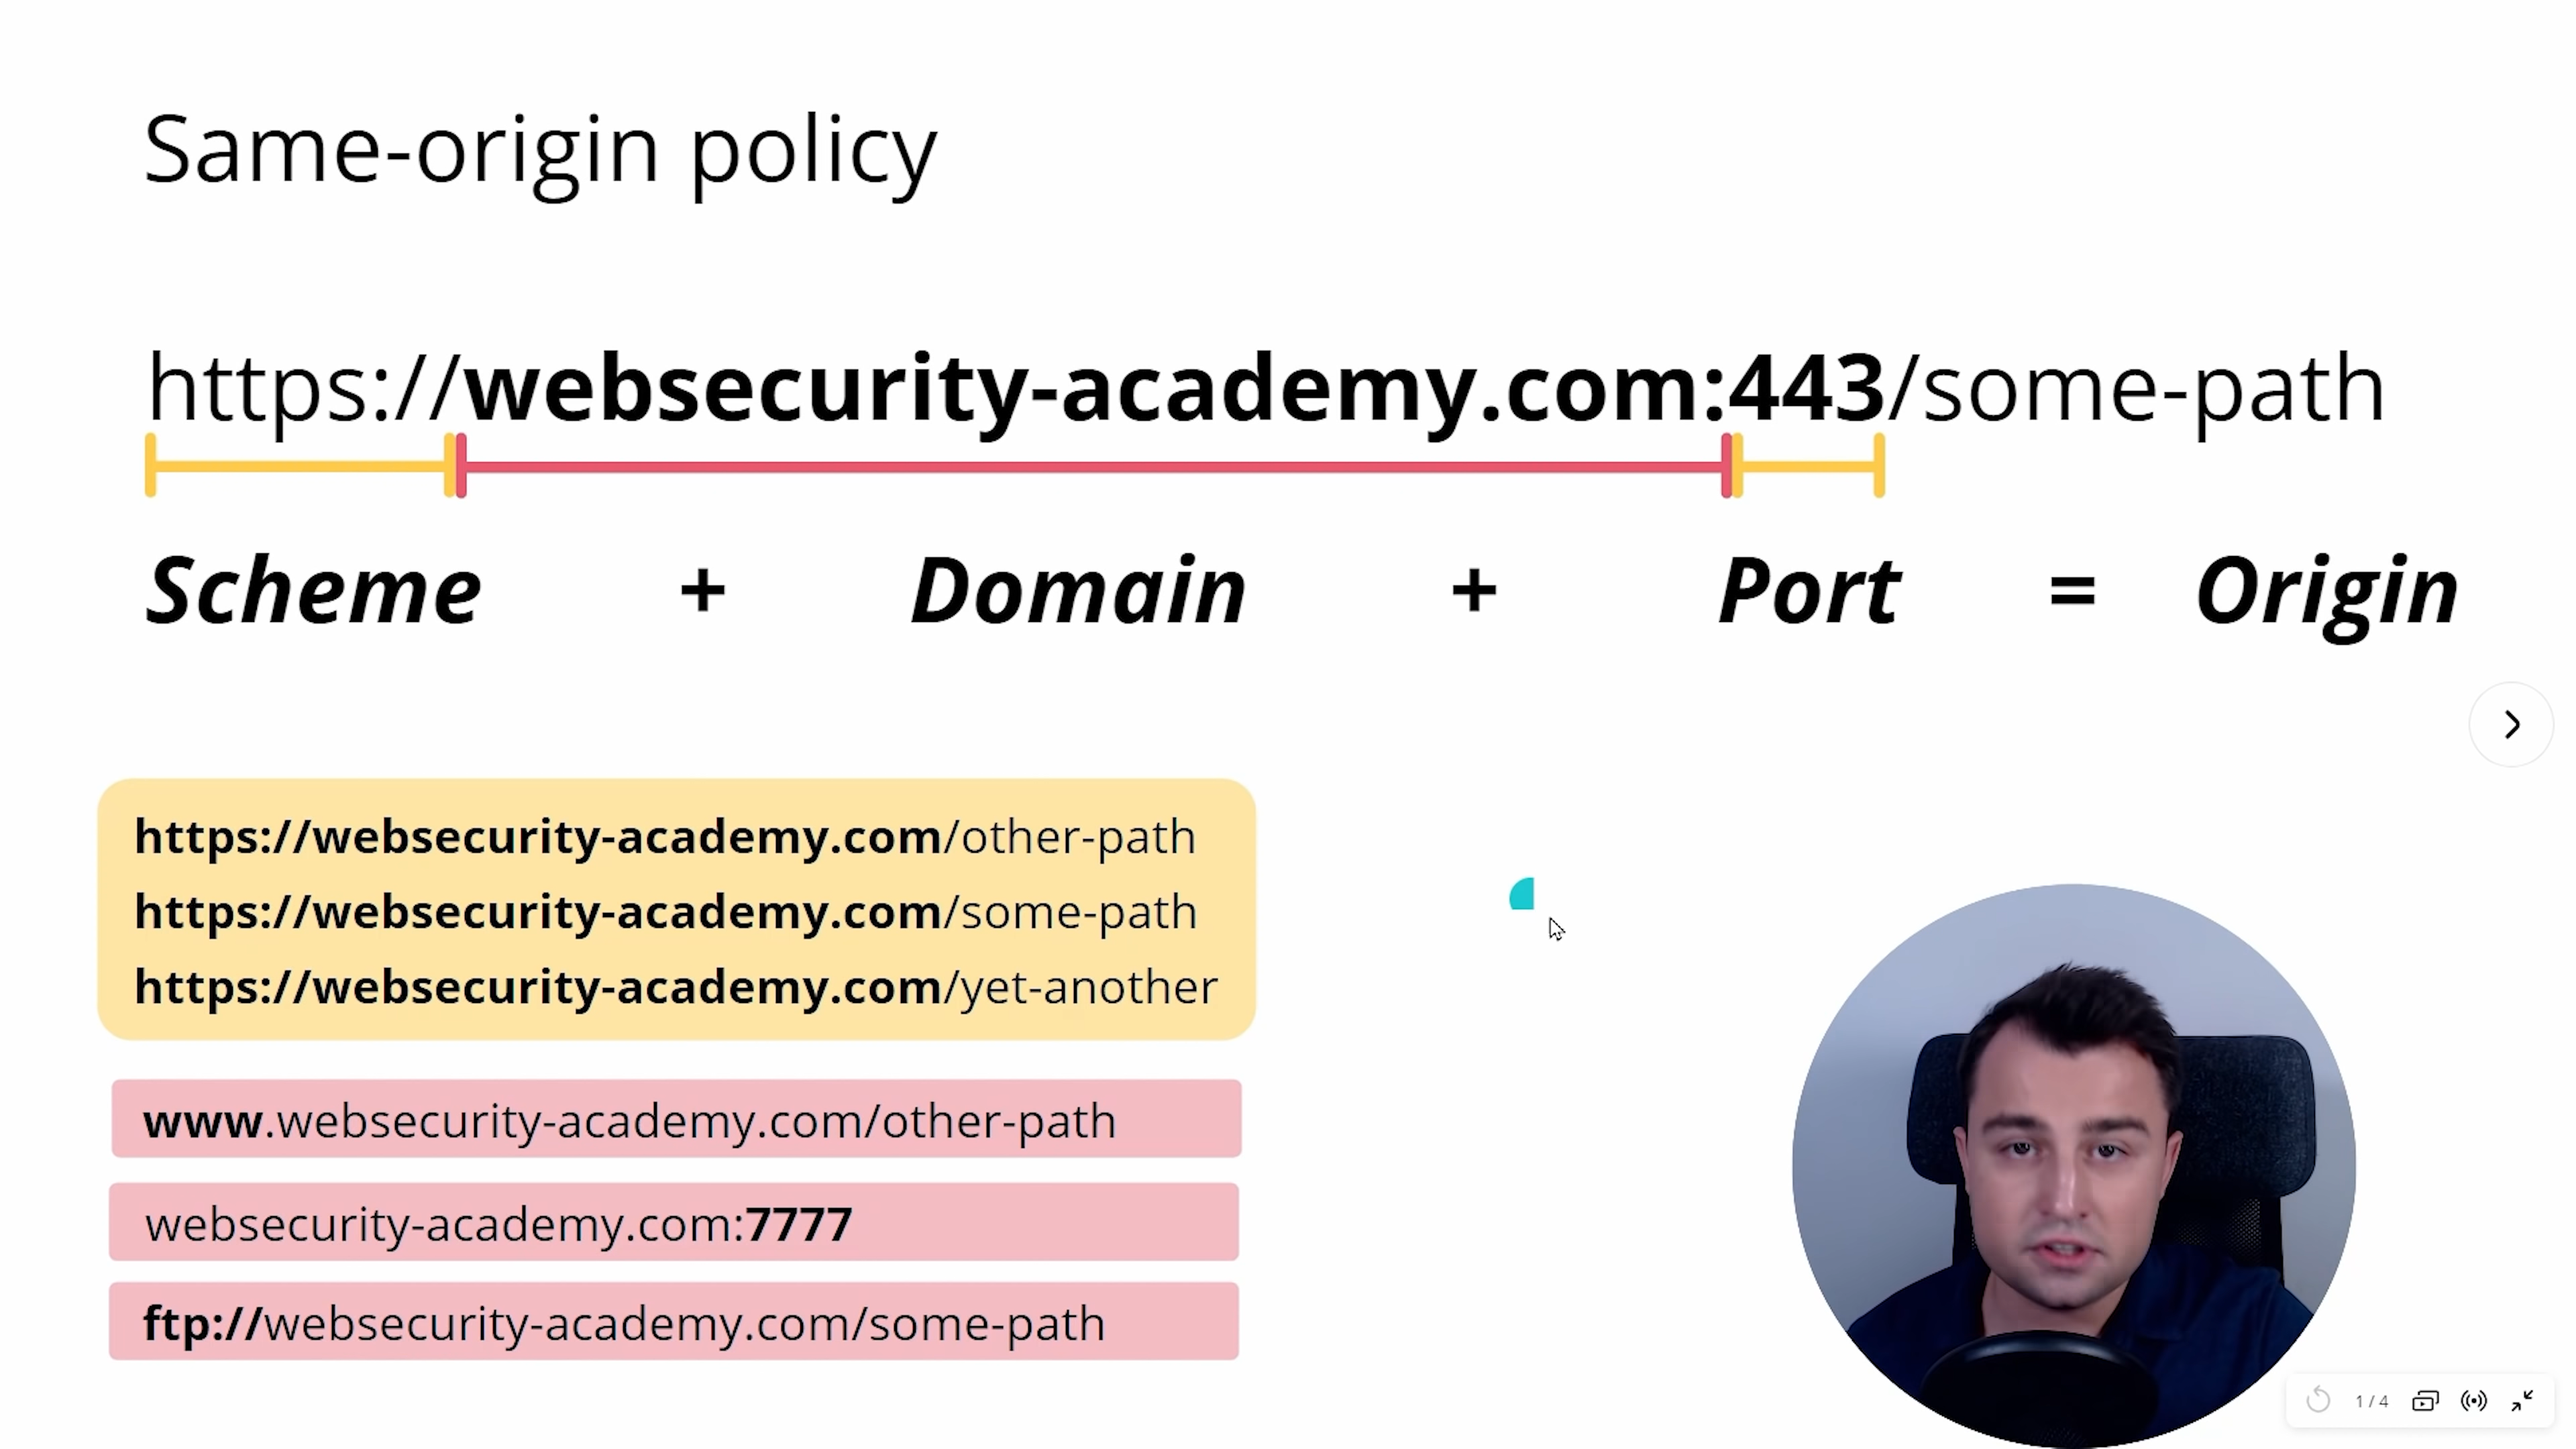 Same-origin policy
https://websecurity-academy.com:443/some-path
Scheme + Domain + Port = Origin
https://websecurity-academy.com/other-path
https://websecurity-academy.com/some-path
https://websecurity-academy.com/yet-another
www.websecurity-academy.com/other-path
websecurity-academy.com:7777
ftp://websecurity-academy.com/some-path
1 / 4